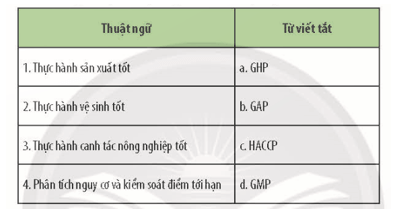 Thuật ngữ
Từ viết tắt
1. Thực hành sản xuất tốt
a. GHP
2. Thực hành vệ sinh tốt
b. GAP
3. Thực hành canh tác nông nghiệp tốt
c. HACCP
4. Phân tích nguy cơ và kiểm soát điểm tới hạn
d. GMP